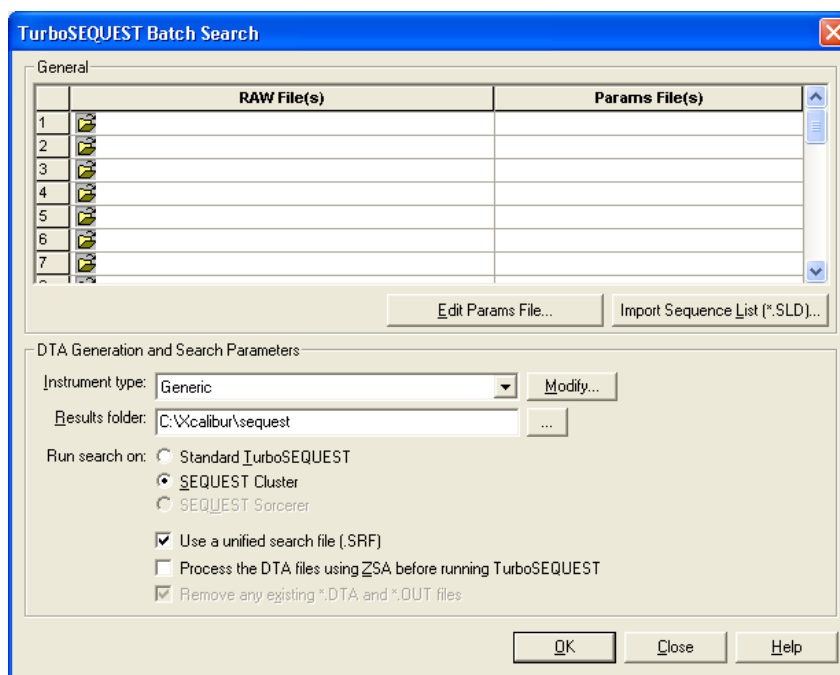 TurboSEQUEST Batch Search
General
RAW File(s) Params File(s)
1
2
3
4
5
6
7
Edit Params File... Import Sequence List (*.SLD)...
DTA Generation and Search Parameters
Instrument type: Generic Modify...
Results folder: C:\Xcalibur\sequest ...
Run search on: Standard TurboSEQUEST
SEQUEST Cluster
SEQUEST Sorcerer
Use a unified search file (.SRF)
Process the DTA files using ZSA before running TurboSEQUEST
Remove any existing *.DTA and *.OUT files
OK Close Help